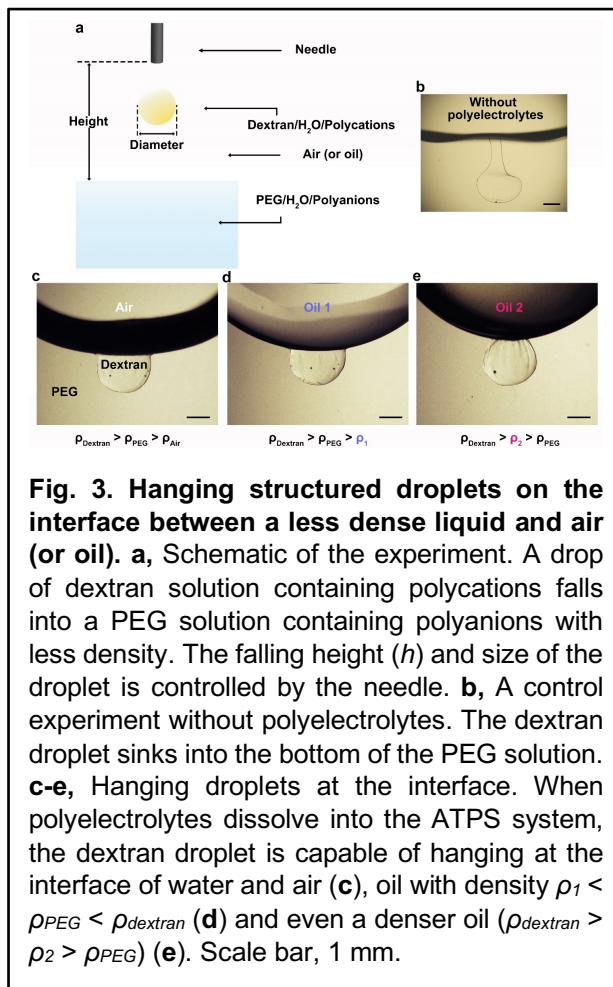 a
Needle
Height
Diameter
Dextran/H₂O/Polycations
Air (or oil)
PEG/H₂O/Polyanions
b
Without
polyelectrolytes
c
Air
Dextran
PEG
ρDextran > ρPEG > ρAir
d
Oil 1
ρDextran > ρPEG > ρ₁
e
Oil 2
ρDextran > ρ₂ > ρPEG
Fig. 3. Hanging structured droplets on the
interface between a less dense liquid and air
(or oil). a, Schematic of the experiment. A drop
of dextran solution containing polycations falls
into a PEG solution containing polyanions with
less density. The falling height (h) and size of the
droplet is controlled by the needle. b, A control
experiment without polyelectrolytes. The dextran
droplet sinks into the bottom of the PEG solution.
c-e, Hanging droplets at the interface. When
polyelectrolytes dissolve into the ATPS system,
the dextran droplet is capable of hanging at the
interface of water and air (c), oil with density ρ1 <
ρPEG < ρdextran (d) and even a denser oil (ρdextran >
ρ2 > ρPEG) (e). Scale bar, 1 mm.